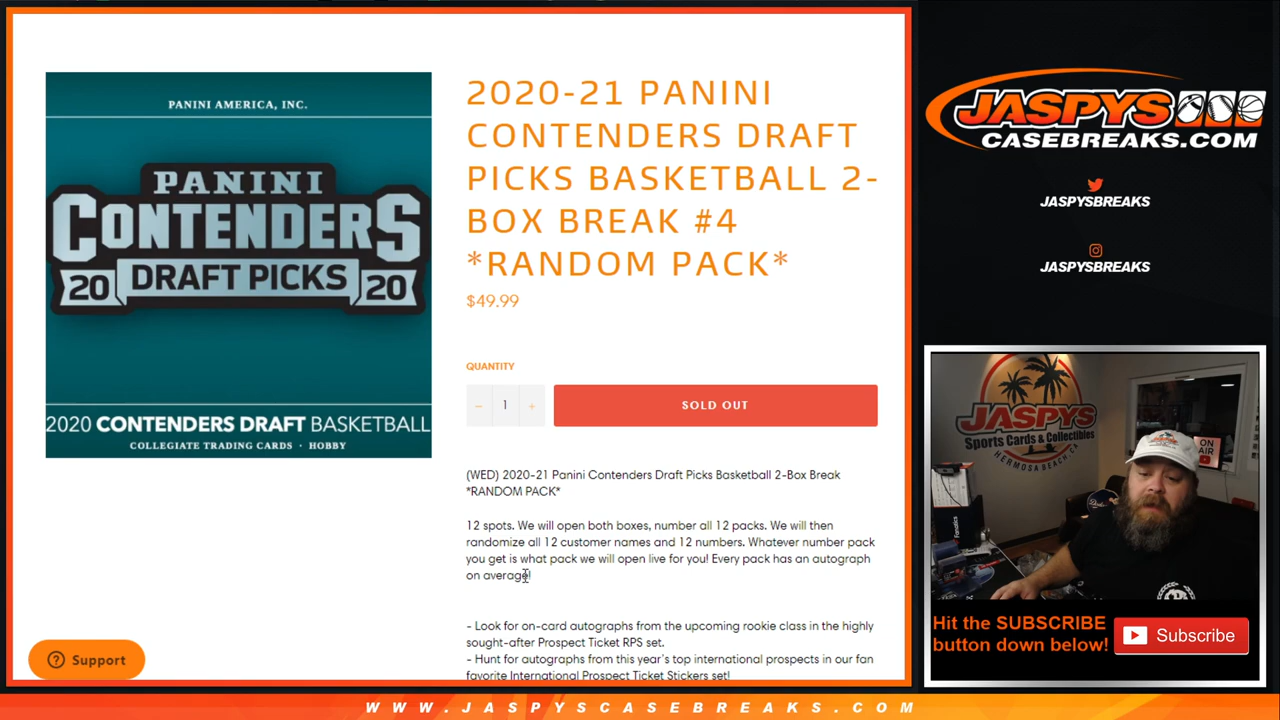 PANINI AMERICA, INC.
PANINI
CONTENDERS
20 DRAFT PICKS 20
2020 CONTENDERS DRAFT BASKETBALL
COLLEGIATE TRADING CARDS · HOBBY
2020-21 PANINI
CONTENDERS DRAFT
PICKS BASKETBALL 2-
BOX BREAK #4
*RANDOM PACK*
$49.99
QUANTITY
− 1 +
SOLD OUT
(WED) 2020-21 Panini Contenders Draft Picks Basketball 2-Box Break
*RANDOM PACK*
12 spots. We will open both boxes, number all 12 packs. We will then
randomize all 12 customer names and 12 numbers. Whatever number pack
you get is what pack we will open live for you! Every pack has an autograph
on average!
- Look for on-card autographs from the upcoming rookie class in the highly
sought-after Prospect Ticket RPS set.
- Hunt for autographs from this year's top international prospects in our fan
favorite International Prospect Ticket Stickers set!
Support
JASPYS
CASEBREAKS.COM
JASPYSBREAKS
JASPYSBREAKS
JASPYS
Sports Cards & Collectibles
HERMOSA BEACH, CA
ON
AIR
Fanatics
Hit the SUBSCRIBE
button down below!
Subscribe
WWW.JASPYSCASEBREAKS.COM